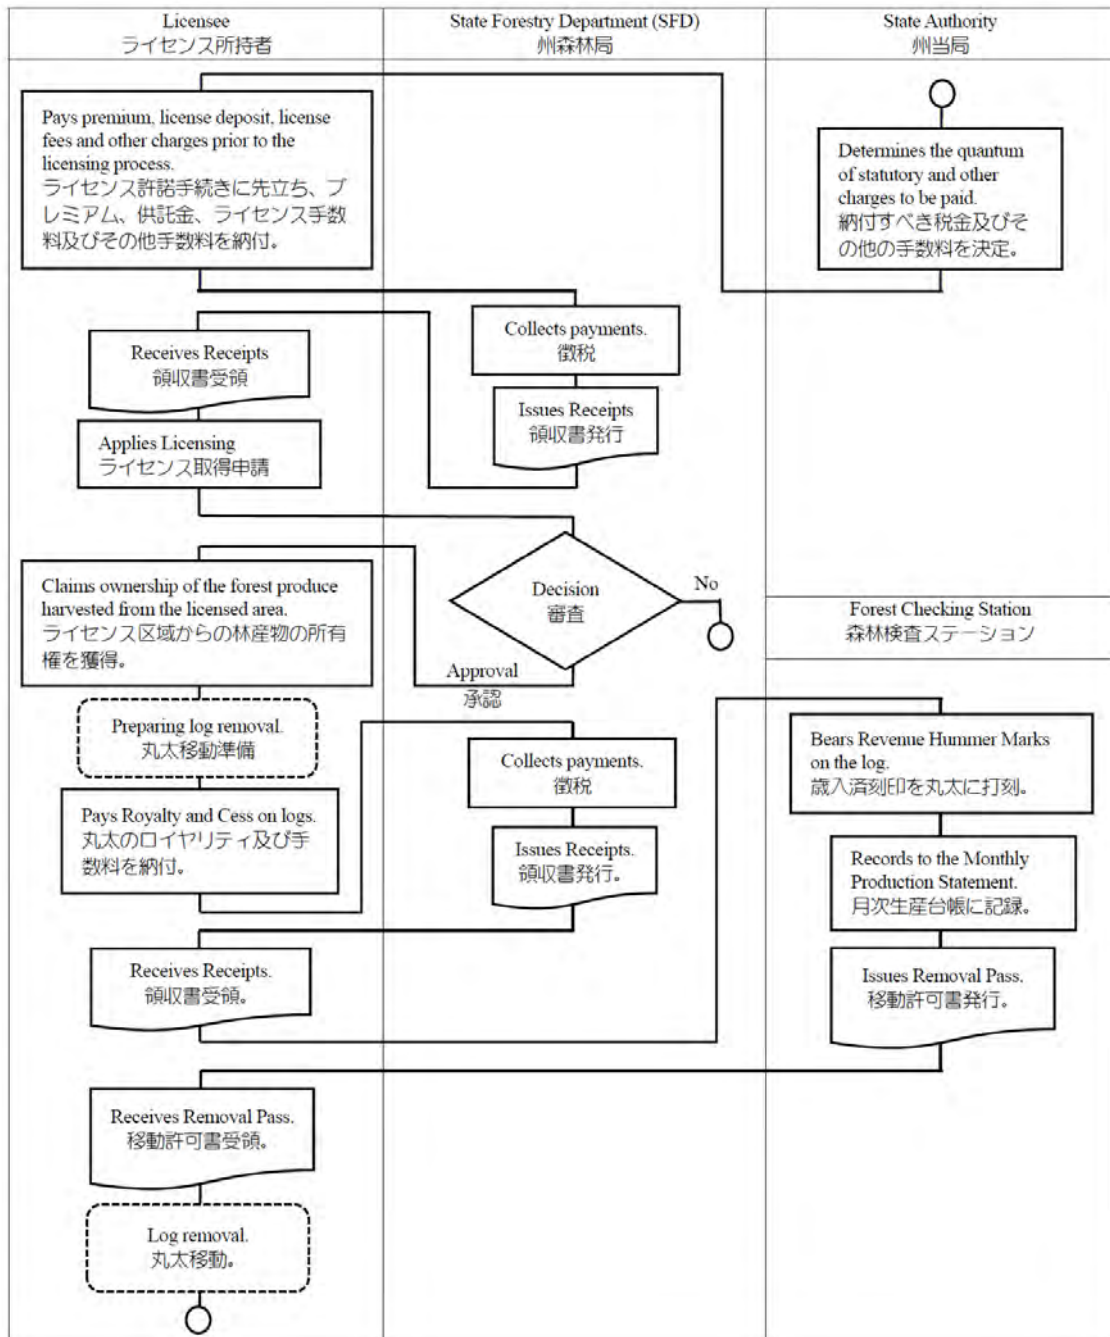 Licensee
ライセンス所持者
State Forestry Department (SFD)
州森林局
State Authority
州当局
Determines the quantum
of statutory and other
charges to be paid.
納付すべき税金及びそ
の他の手数料を決定。
Pays premium, license deposit, license
fees and other charges prior to the
licensing process.
ライセンス許諾手続きに先立ち、プ
レミアム、供託金、ライセンス手数
料及びその他手数料を納付。
Collects payments.
徴税
Issues Receipts
領収書発行
Receives Receipts
領収書受領
Applies Licensing
ライセンス取得申請
Decision
審査
No
Approval
承認
Claims ownership of the forest produce
harvested from the licensed area.
ライセンス区域からの林産物の所有
権を獲得。
Preparing log removal.
丸太移動準備
Pays Royalty and Cess on logs.
丸太のロイヤリティ及び手
数料を納付。
Collects payments.
徴税
Issues Receipts.
領収書発行。
Receives Receipts.
領収書受領。
Forest Checking Station
森林検査ステーション
Bears Revenue Hummer Marks
on the log.
歳入済刻印を丸太に打刻。
Records to the Monthly
Production Statement.
月次生産台帳に記録。
Issues Removal Pass.
移動許可書発行。
Receives Removal Pass.
移動許可書受領。
Log removal.
丸太移動。